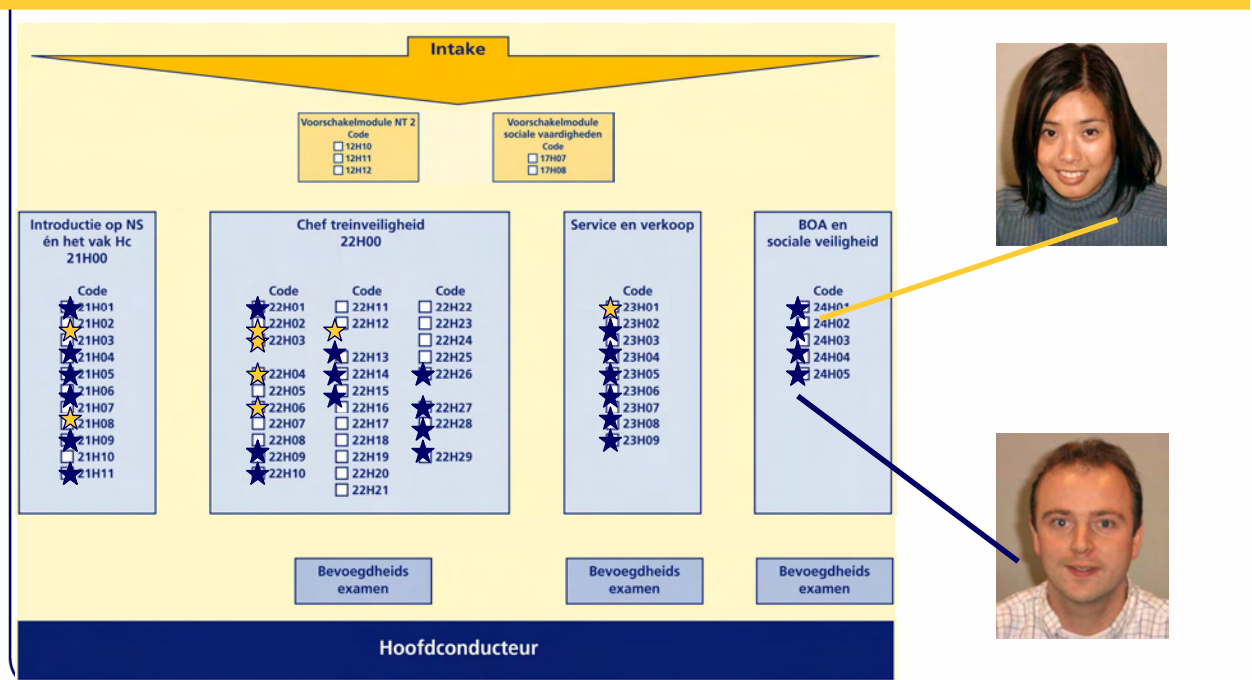 Intake
Voorschakelmodule NT 2
Code
12H10
12H11
12H12
Voorschakelmodule
sociale vaardigheden
Code
17H07
17H08
Introductie op NS
én het vak Hc
21H00
Code
21H01
21H02
21H03
21H04
21H05
21H06
21H07
21H08
21H09
21H10
21H11
Chef treinveiligheid
22H00
Code
22H01
22H02
22H03
22H04
22H05
22H06
22H07
22H08
22H09
22H10
Code
22H11
22H12
22H13
22H14
22H15
22H16
22H17
22H18
22H19
22H20
22H21
Code
22H22
22H23
22H24
22H25
22H26
22H27
22H28
22H29
Service en verkoop
Code
23H01
23H02
23H03
23H04
23H05
23H06
23H07
23H08
23H09
BOA en
sociale veiligheid
Code
24H01
24H02
24H03
24H04
24H05
Bevoegdheids
examen
Bevoegdheids
examen
Bevoegdheids
examen
Hoofdconducteur